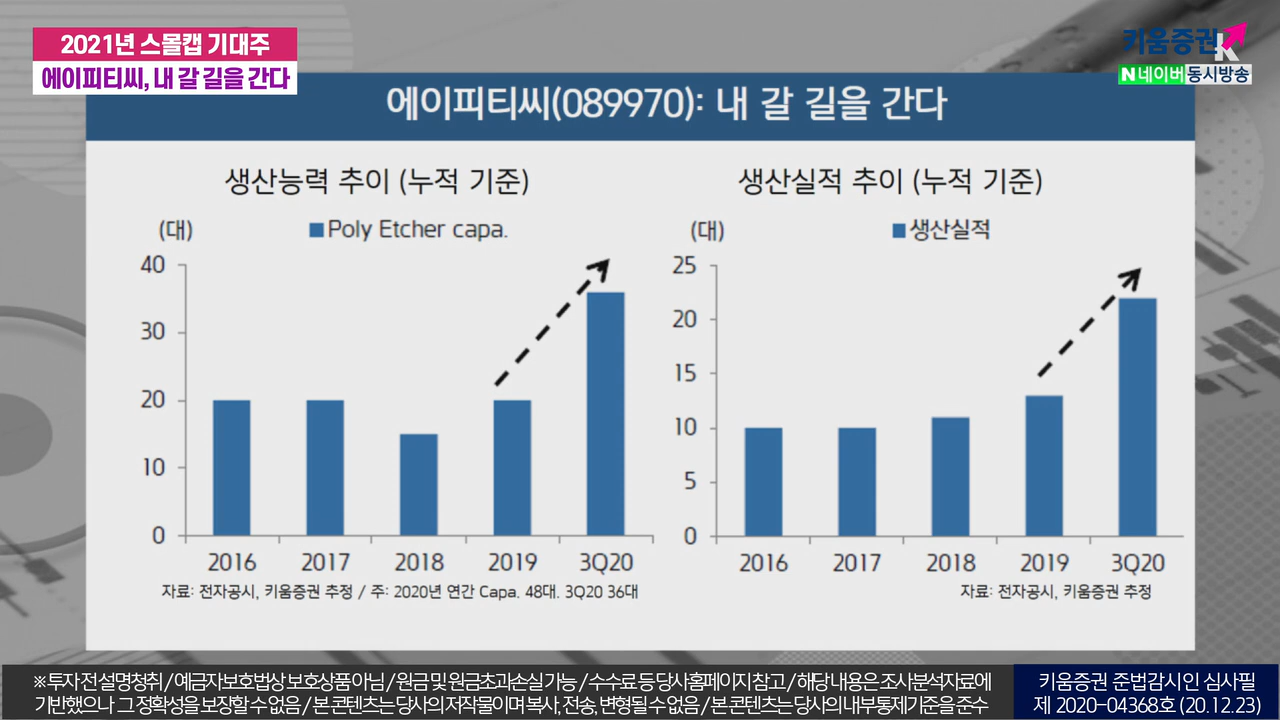 2021년 스몰캡 기대주
에이피티씨, 내 갈 길을 간다
키움증권
N 네이버 동시방송
에이피티씨(089970): 내 갈 길을 간다
생산능력 추이 (누적 기준)
(대)
Poly Etcher capa.
40
30
20
10
0
2016 2017 2018 2019 3Q20
자료: 전자공시, 키움증권 추정 / 주: 2020년 연간 Capa. 48대. 3Q20 36대
생산실적 추이 (누적 기준)
(대)
생산실적
25
20
15
10
5
0
2016 2017 2018 2019 3Q20
자료: 전자공시, 키움증권 추정
※ 투자 전 설명청취 / 예금자보호법상 보호상품 아님 / 원금 및 원금초과손실 가능 / 수수료 등 당사홈페이지 참고 / 해당 내용은 조사분석자료에
기반했으나 그 정확성을 보장할 수 없음 / 본 콘텐츠는 당사의 저작물이며 복사, 전송, 변형될 수 없음 / 본 콘텐츠는 당사의 내부통제기준을 준수
키움증권 준법감시인 심사필
제 2020-04368호 (20.12.23)